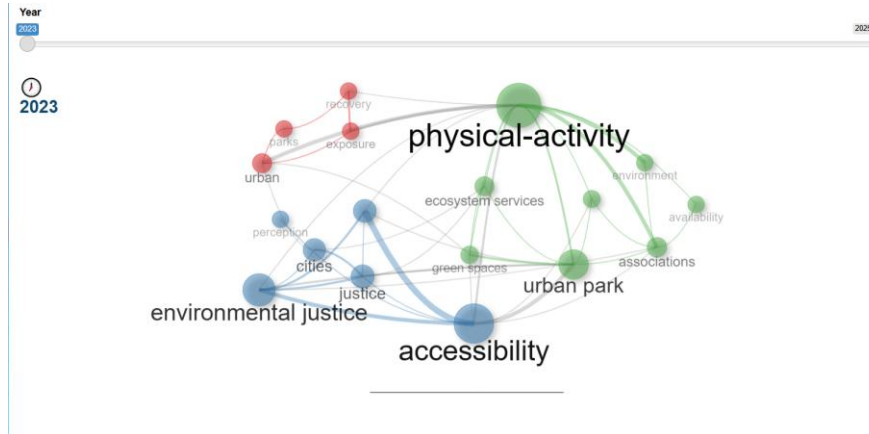 Year
2023
2025
2023
recovery
parks
exposure
physical-activity
urban
environment
ecosystem services
availability
perception
cities
green spaces
associations
justice
urban park
environmental justice
accessibility